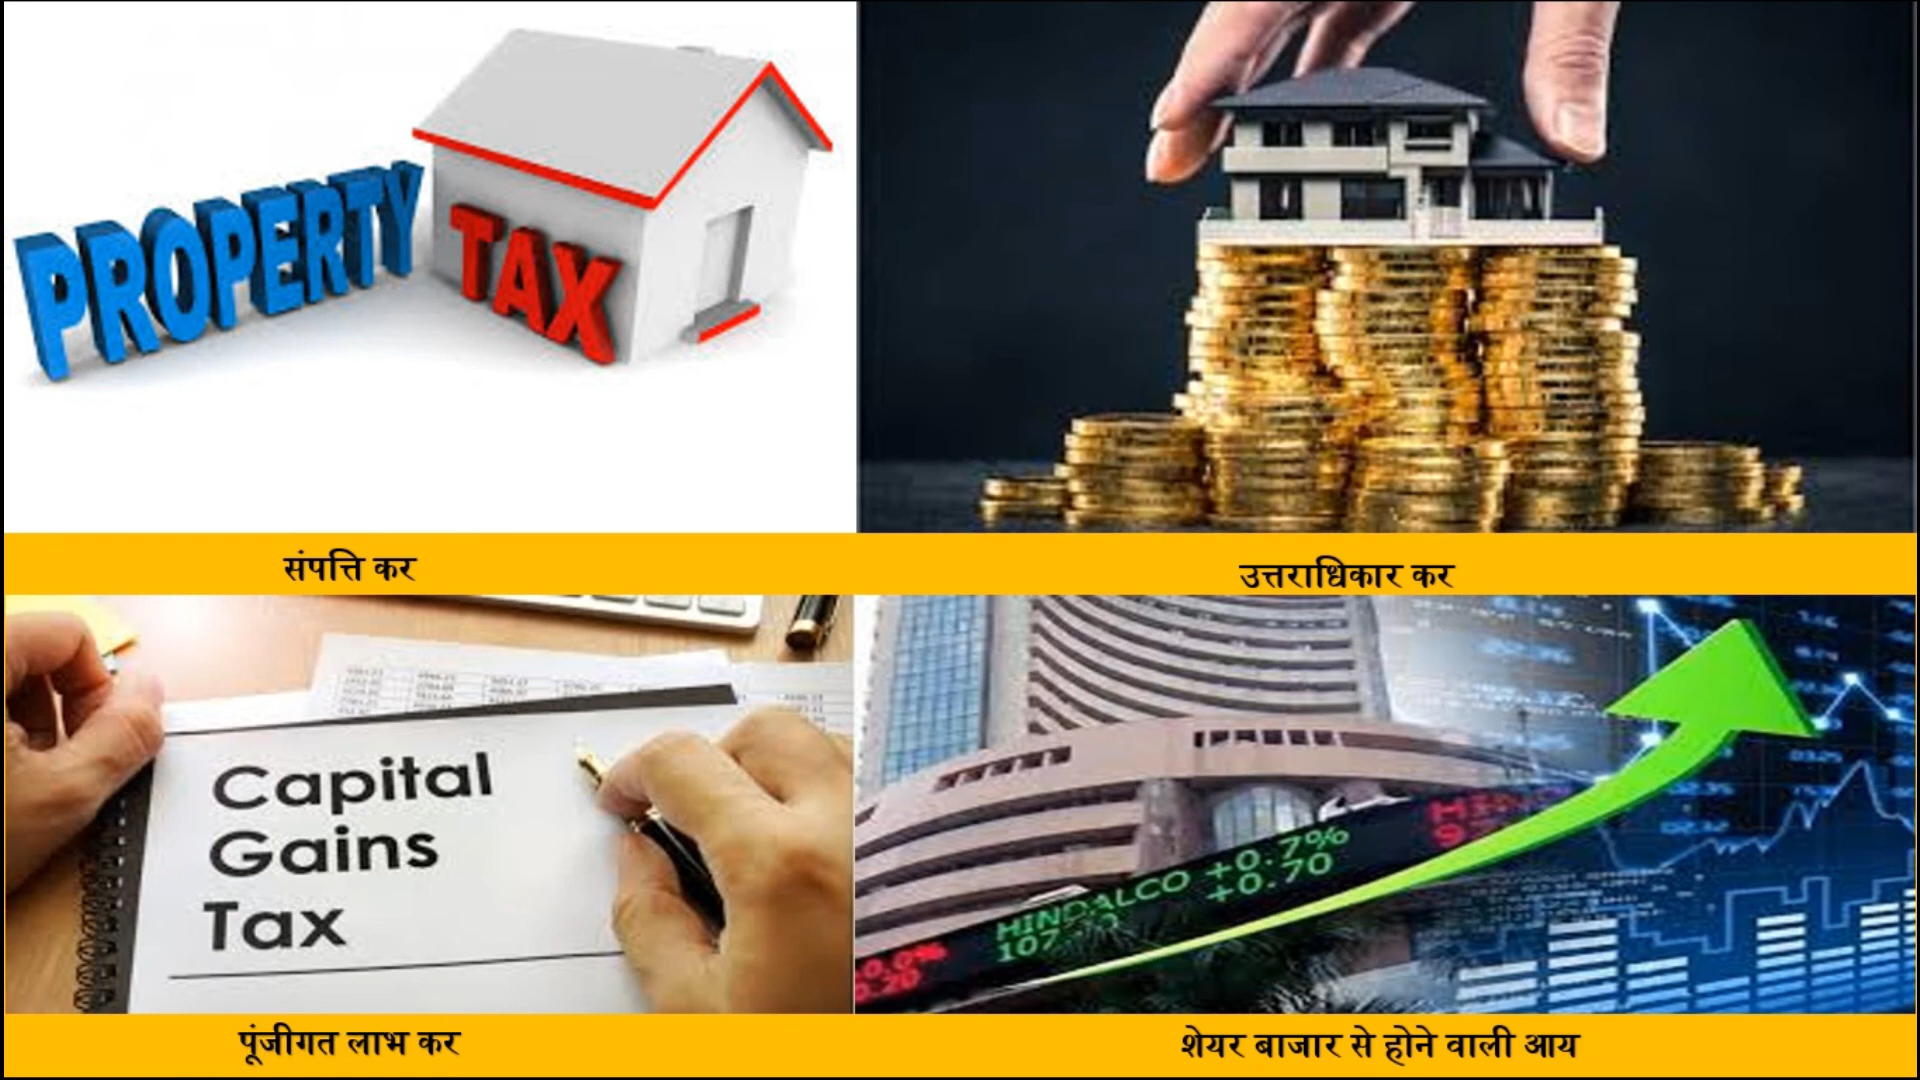 PROPERTY
TAX
संपत्ति कर
उत्तराधिकार कर
Capital
Gains
Tax
HINDALCO +0.7%
+0.70
पूंजीगत लाभ कर
शेयर बाजार से होने वाली आय